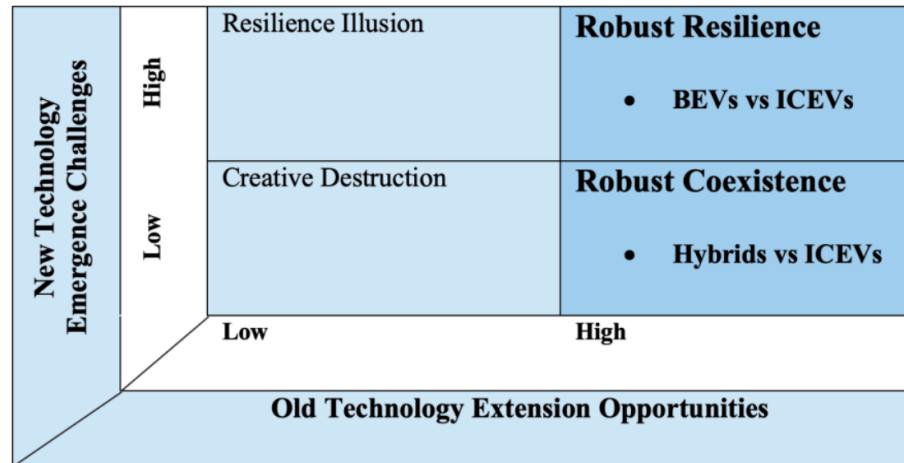 New Technology
Emergence Challenges
High
Low
Resilience Illusion
Robust Resilience
• BEVs vs ICEVs
Creative Destruction
Robust Coexistence
• Hybrids vs ICEVs
Low
High
Old Technology Extension Opportunities